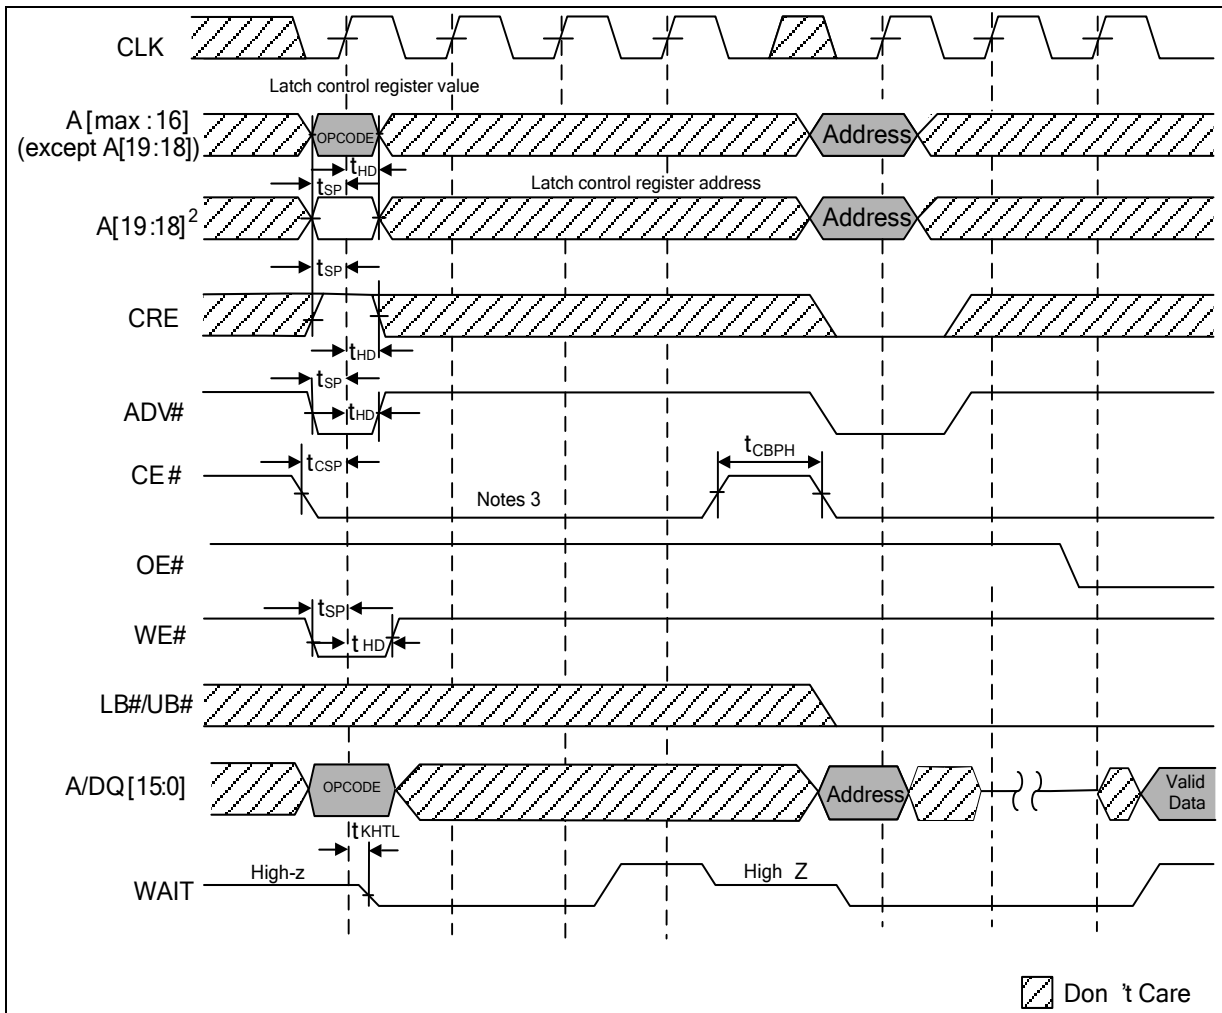 CLK
Latch control register value
A[max:16]
(except A[19:18])
OPCODE
Address
tHD
tSP
Latch control register address
A[19:18]2
Address
tSP
CRE
tHD
tSP
ADV#
tHD
tCBPH
CE#
tCSP
Notes 3
OE#
tSP
WE#
tHD
LB#/UB#
A/DQ[15:0]
OPCODE
Address
Valid
Data
tKHTL
High-z
High Z
WAIT
Don 't Care